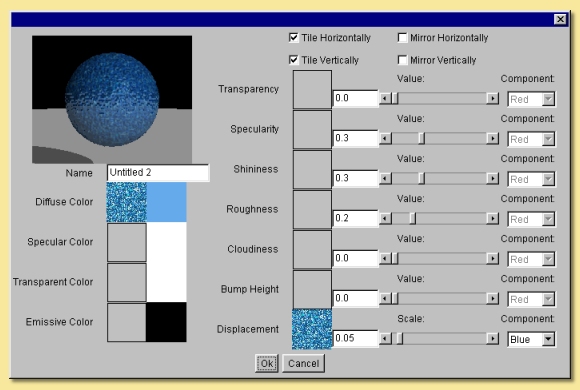 Tile Horizontally Mirror Horizontally
Tile Vertically Mirror Vertically
Transparency Value: Component:
0.0 Red
Specularity Value: Component:
0.3 Red
Shininess Value: Component:
0.3 Red
Roughness Value: Component:
0.2 Red
Cloudiness Value: Component:
0.0 Red
Bump Height Value: Component:
0.0 Red
Displacement Scale: Component:
0.05 Blue
Name Untitled 2
Diffuse Color
Specular Color
Transparent Color
Emissive Color
Ok Cancel